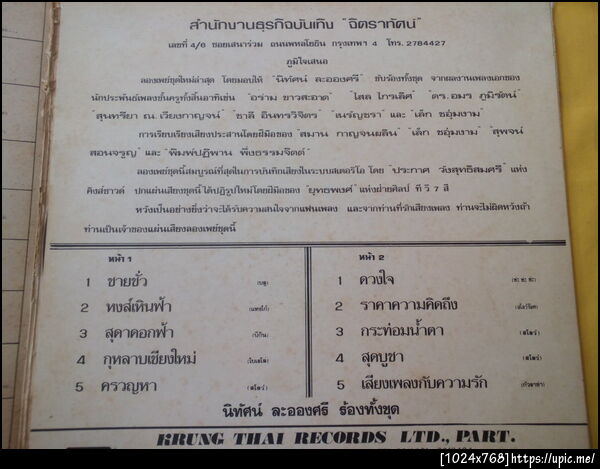 สำนักงานธุรกิจบันเทิง "จิตราทัศน์"
เลขที่ 4/6 ซอยเสนาร่วม ถนนพหลโยธิน กรุงเทพฯ 4 โทร. 2784427
ภูมิใจเสนอ
ลองเพย์ชุดใหม่ล่าสุด โดยมอบให้ "นิทัศน์ ละอองศรี" ขับร้องทั้งชุด จากผลงานเพลงเอกของ
นักประพันธ์เพลงชั้นครูทั้งสิ้นอาทิเช่น "อร่าม ขาวสะอาด" "โสล ไกรเลิศ" "ดร.อมร ภูมิรัตน์"
"สุนทรียา ณ.เวียงกาญจน์" "ชาลี อินทรวิจิตร" "เนรัญชรา" และ "เล็ก ชอุ่มงาม"
การเรียบเรียงเสียงประสานโดยฝีมือของ "สมาน กาญจนผลิน" "เล็ก ชอุ่มงาม" "สุพจน์
สอนจรูญ" และ "พิมพ์ปฏิพาน พึ่งธรรมจิตต์"
ลองเพย์ชุดนี้สมบูรณ์ที่สุดในการบันทึกเสียงในระบบสเตอริโอ โดย "ประกาศ รังสุทธิสมศรี" แห่ง
คิงส์ซาวด์ ปกแผ่นเสียงชุดนี้ได้ปฏิรูปใหม่โดยฝีมือของ "ยุทธพงศ์" แห่งฝ่ายศิลป์ ที วี 7 สี
หวังเป็นอย่างยิ่งว่าจะได้รับความสนใจจากแฟนเพลง และจากท่านที่รักเสียงเพลง ท่านจะไม่ผิดหวังถ้า
ท่านเป็นเจ้าของแผ่นเสียงลองเพย์ชุดนี้
หน้า 1
1 ชายชั่ว
2 หงส์เหินฟ้า
3 สุดาดอกฟ้า (บีกิน)
4 กุหลาบเชียงใหม่
5 ครวญหา (สโลว์)
หน้า 2
1 ดวงใจ (ช่ะ ช่ะ ช่ะ)
2 ราคาความคิดถึง
3 กระท่อมน้ำตา (สโลว์)
4 สุดบูชา (สโลว์)
5 เสียงเพลงกับความรัก
นิทัศน์ ละอองศรี ร้องทั้งชุด
KRUNG THAI RECORDS LTD., PART.
[1024x768]https://upic.me/